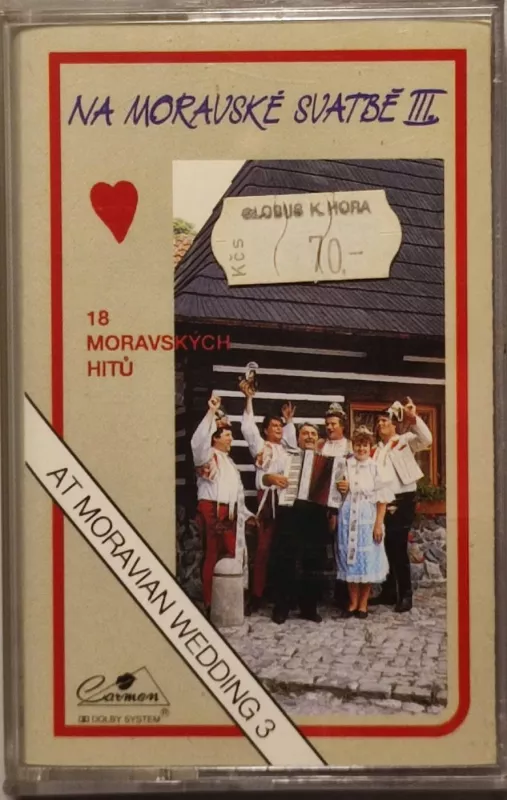 NA MORAVSKÉ SVATBĚ III.
GLOBUS K. HORA
Kčs 70,-
18
MORAVSKÝCH
HITŮ
AT MORAVIAN WEDDING 3
Carmen
DOLBY SYSTEM®